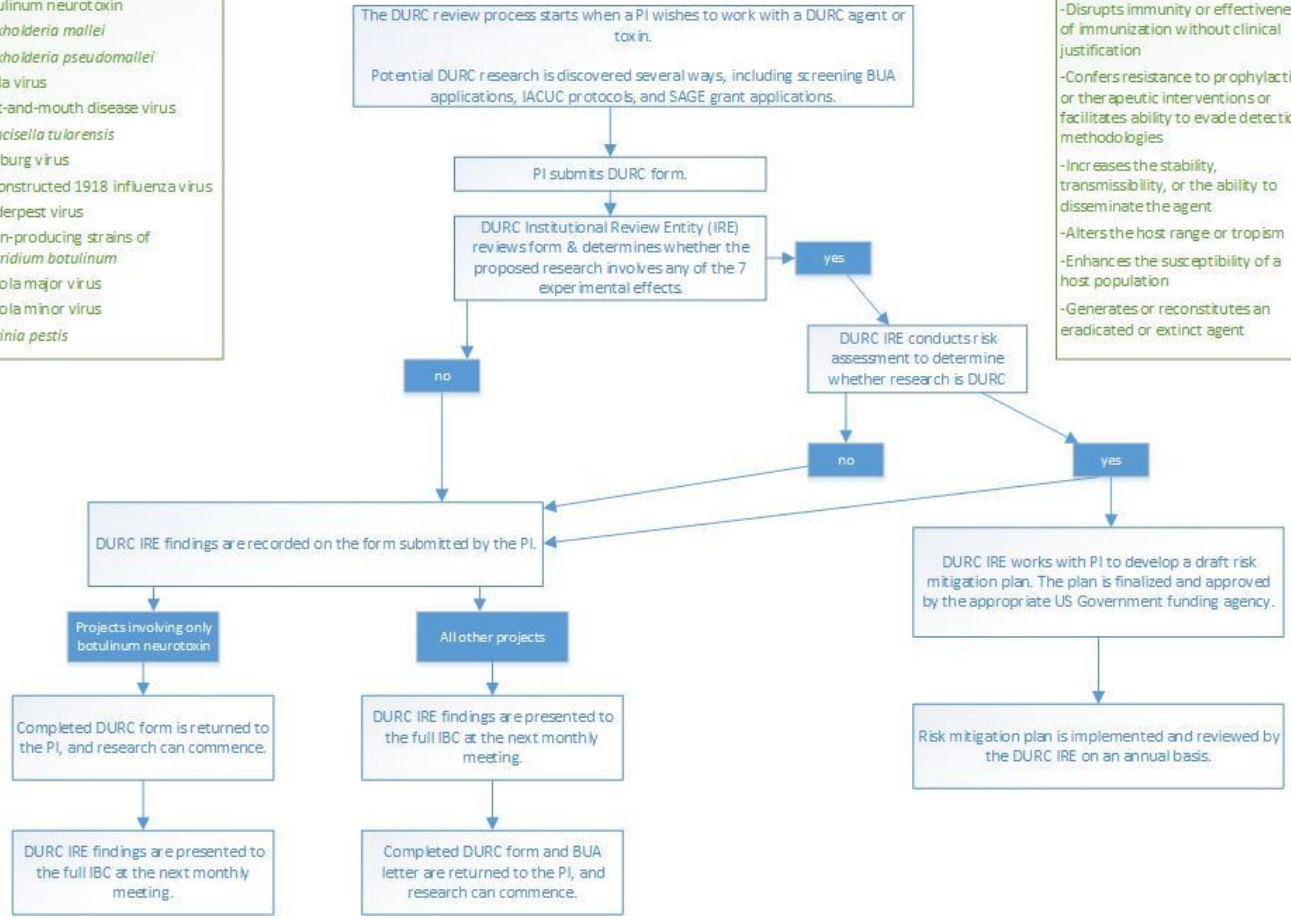 -and-mouth disease virus
constructed 1918 influenza virus
-producing strains of
botulinum
major virus
minor virus
pestis
ulinum neurotoxin
kholderia mallei
kholderia pseudomallei
virus
tularensis
burg virus
derpest virus
The DURC review process starts when a PI wishes to work with a DURC agent or
toxin.
Potential DURC research is discovered several ways, including screening BUA
applications, IACUC protocols, and SAGE grant applications.
PI submits DURC form.
DURC Institutional Review Entity (IRE)
reviews form & determines whether the
proposed research involves any of the 7
experimental effects.
yes
no
DURC IRE conducts risk
assessment to determine
whether research is DURC
no
yes
-Disrupts immunity or effectivene
of immunization without clinical
justification
-Confers resistance to prophylacti
or therapeutic interventions or
facilitates ability to evade detectio
methodologies
-Increases the stability,
transmissibility, or the ability to
disseminate the agent
-Alters the host range or tropism
-Enhances the susceptibility of a
host population
-Generates or reconstitutes an
eradicated or extinct agent
DURC IRE findings are recorded on the form submitted by the PI.
DURC IRE works with PI to develop a draft risk
mitigation plan. The plan is finalized and approved
by the appropriate US Government funding agency.
Projects involving only
botulinum neurotoxin
All other projects
Completed DURC form is returned to
the PI, and research can commence.
DURC IRE findings are presented to
the full IBC at the next monthly
meeting.
Risk mitigation plan is implemented and reviewed by
the DURC IRE on an annual basis.
DURC IRE findings are presented to
the full IBC at the next monthly
meeting.
Completed DURC form and BUA
letter are returned to the PI, and
research can commence.